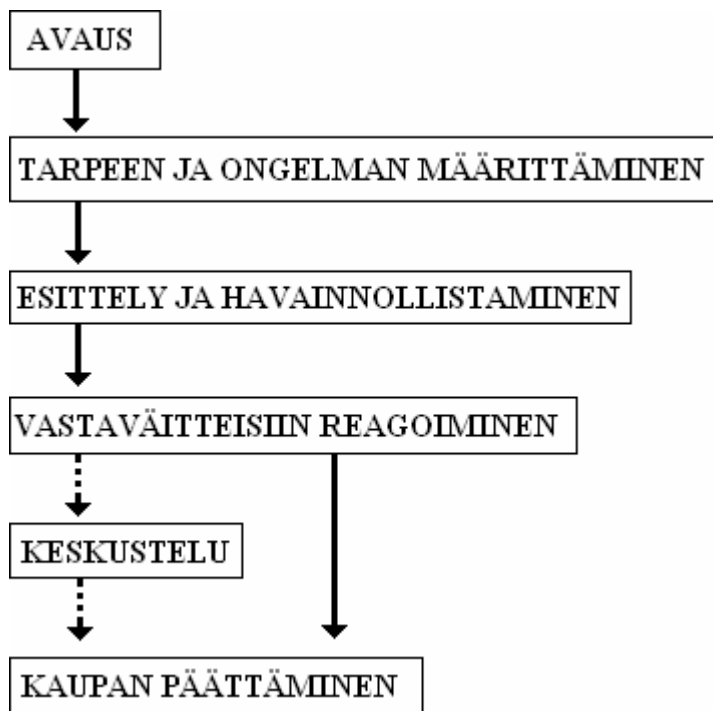 AVAUS
TARPEEN JA ONGELMAN MÄÄRITTÄMINEN
ESITTELY JA HAVAINNOLLISTAMINEN
VASTAVÄITTEISIIN REAGOIMINEN
KESKUSTELU
KAUPAN PÄÄTTÄMINEN